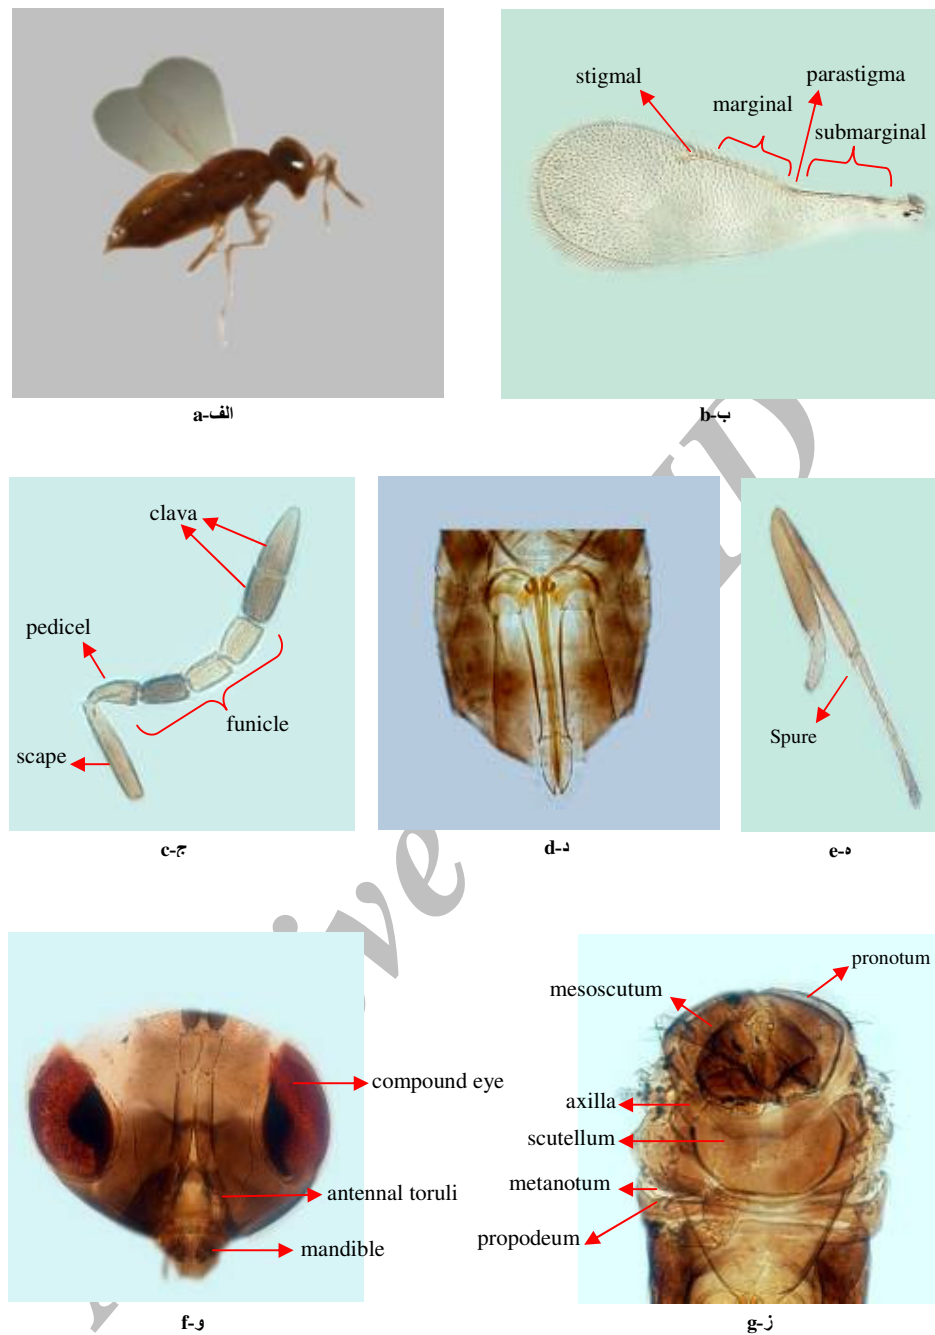 stigmal
parastigma
marginal
submarginal
الف-a
ب-b
clava
pedicel
funicle
scape
Spure
ج-c
د-d
ه-e
pronotum
mesoscutum
compound eye
axilla
scutellum
antennal toruli
metanotum
mandible
propodeum
و-f
ز-g